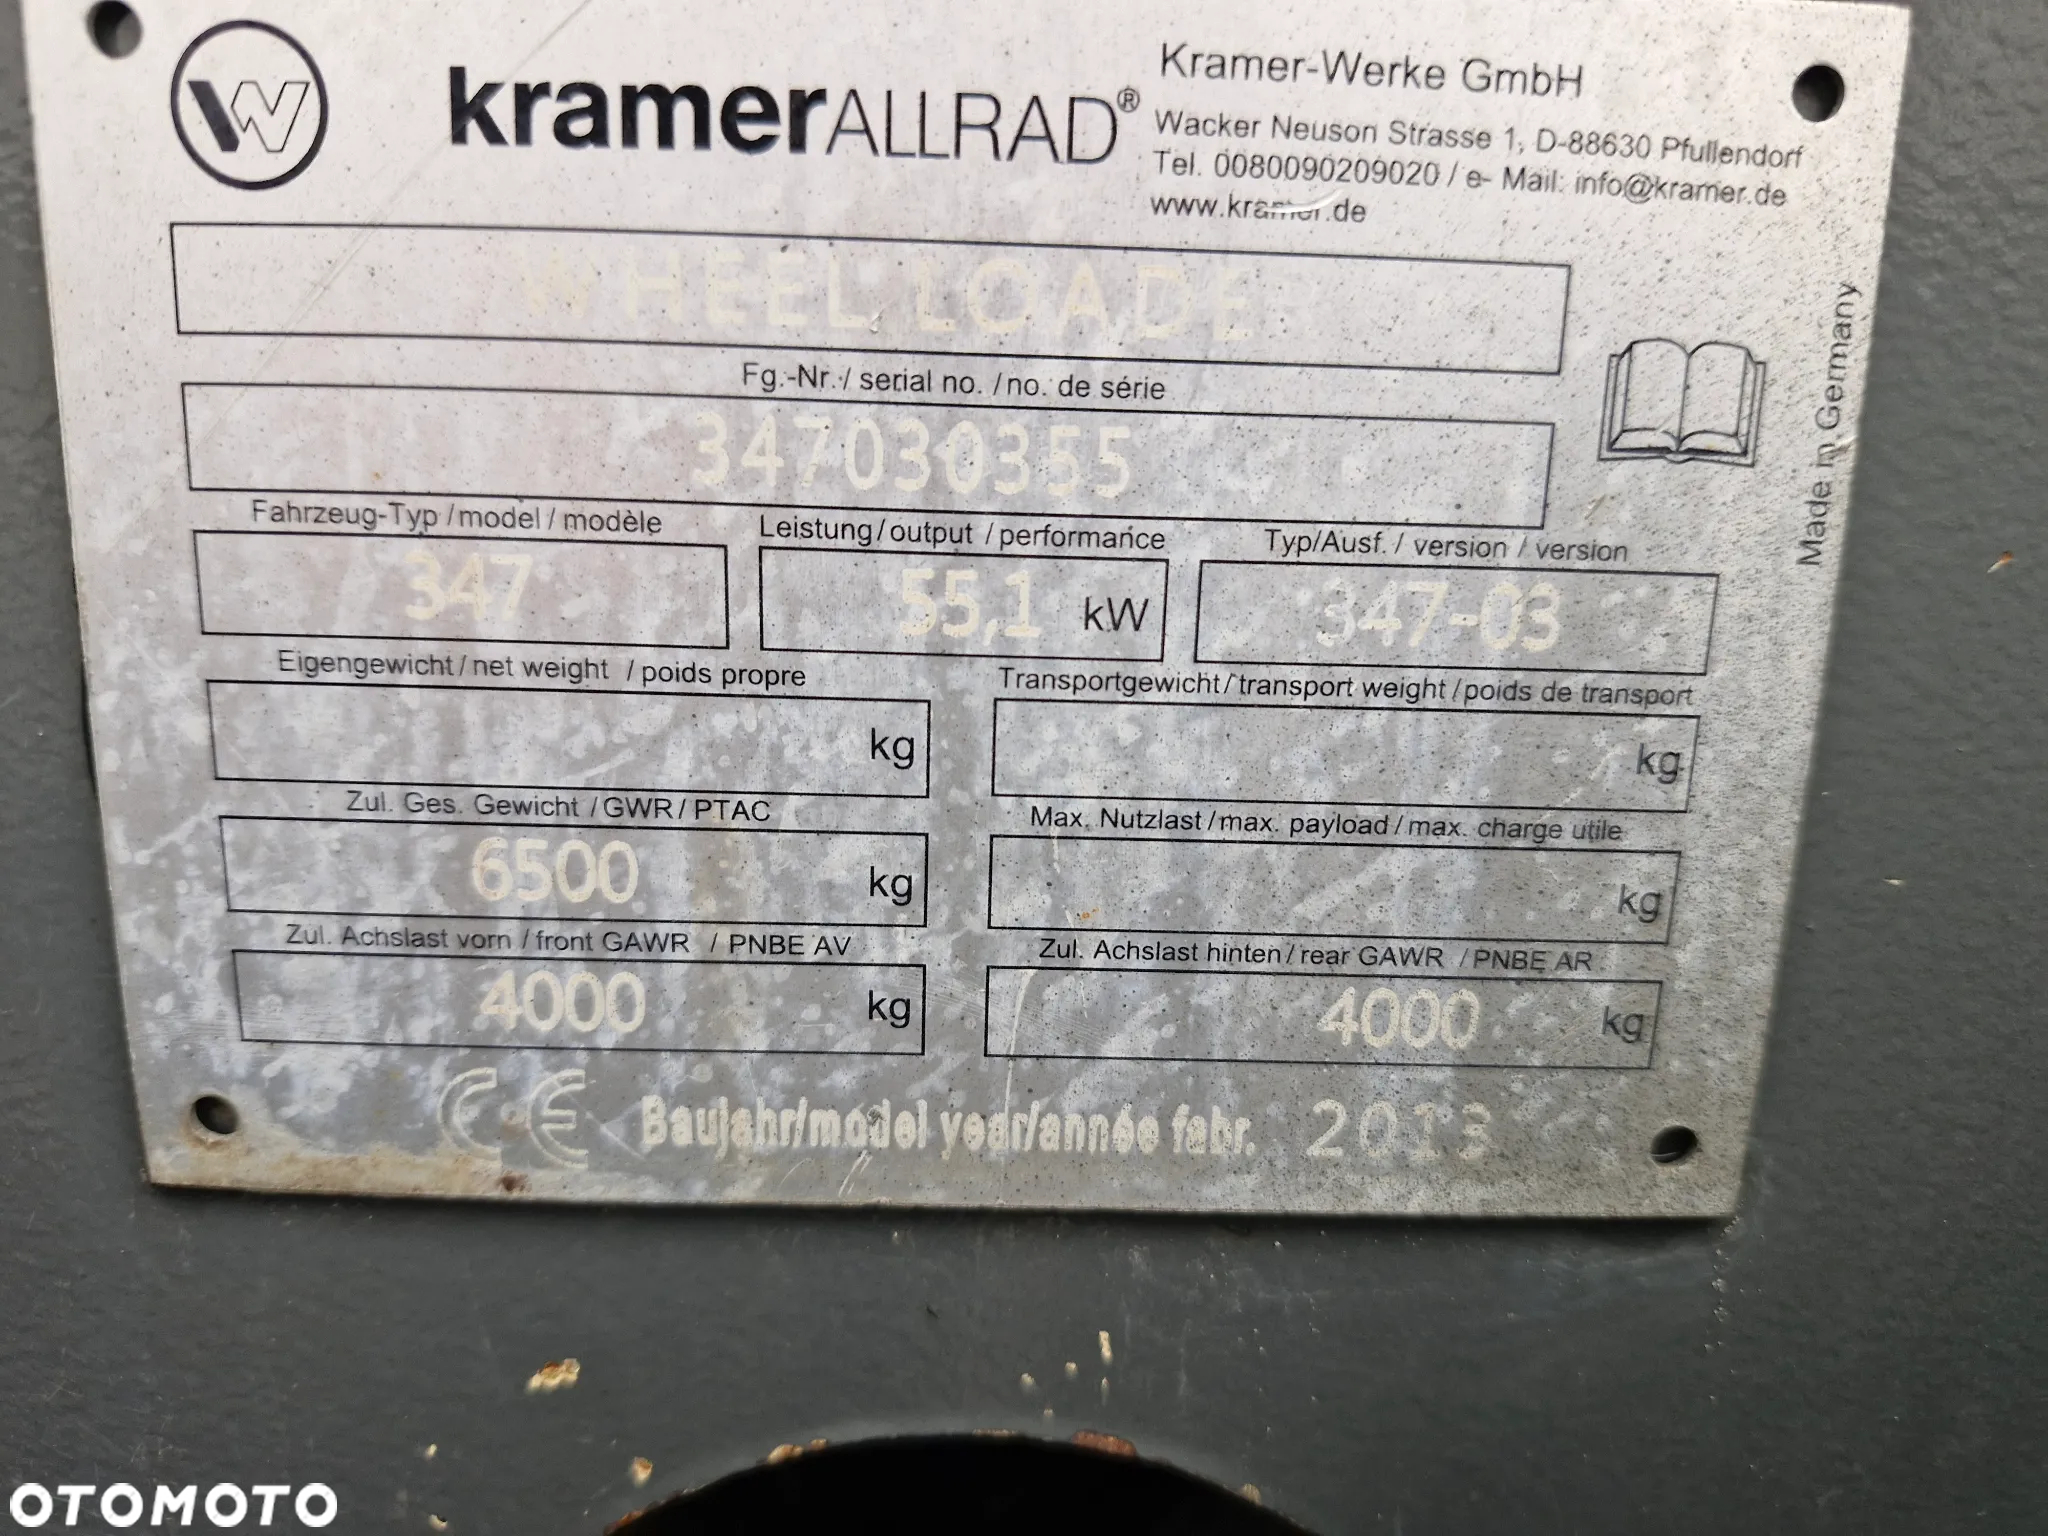 kramerALLRAD®
Kramer-Werke GmbH
Wacker Neuson Strasse 1, D-88630 Pfullendorf
Tel. 0080090209020 / e- Mail: info@kramer.de
www.kramer.de
WHEEL LOADER
Fg.-Nr. / serial no. / no. de série
347030355
Fahrzeug-Typ / model / modèle
347
Leistung / output / performance
55,1 kW
Typ/Ausf. / version / version
347-03
Eigengewicht / net weight / poids propre
kg
Transportgewicht / transport weight / poids de transport
kg
Zul. Ges. Gewicht / GWR / PTAC
6500 kg
Max. Nutzlast / max. payload / max. charge utile
kg
Zul. Achslast vorn / front GAWR / PNBE AV
4000 kg
Zul. Achslast hinten / rear GAWR / PNBE AR
4000 kg
CE Baujahr/model year/année fabr. 2013
Made in Germany
OTOMOTO